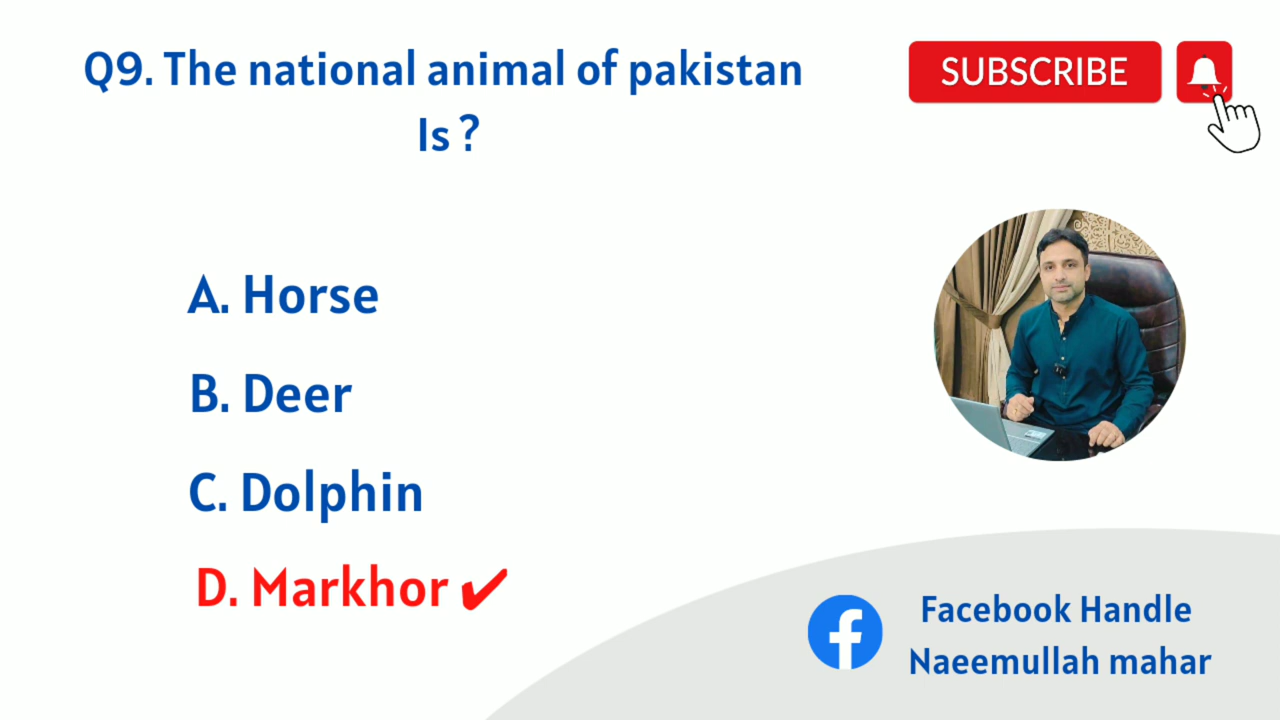 Q9. The national animal of pakistan
Is ?
SUBSCRIBE
A. Horse
B. Deer
C. Dolphin
D. Markhor ✔
Facebook Handle
Naeemullah mahar